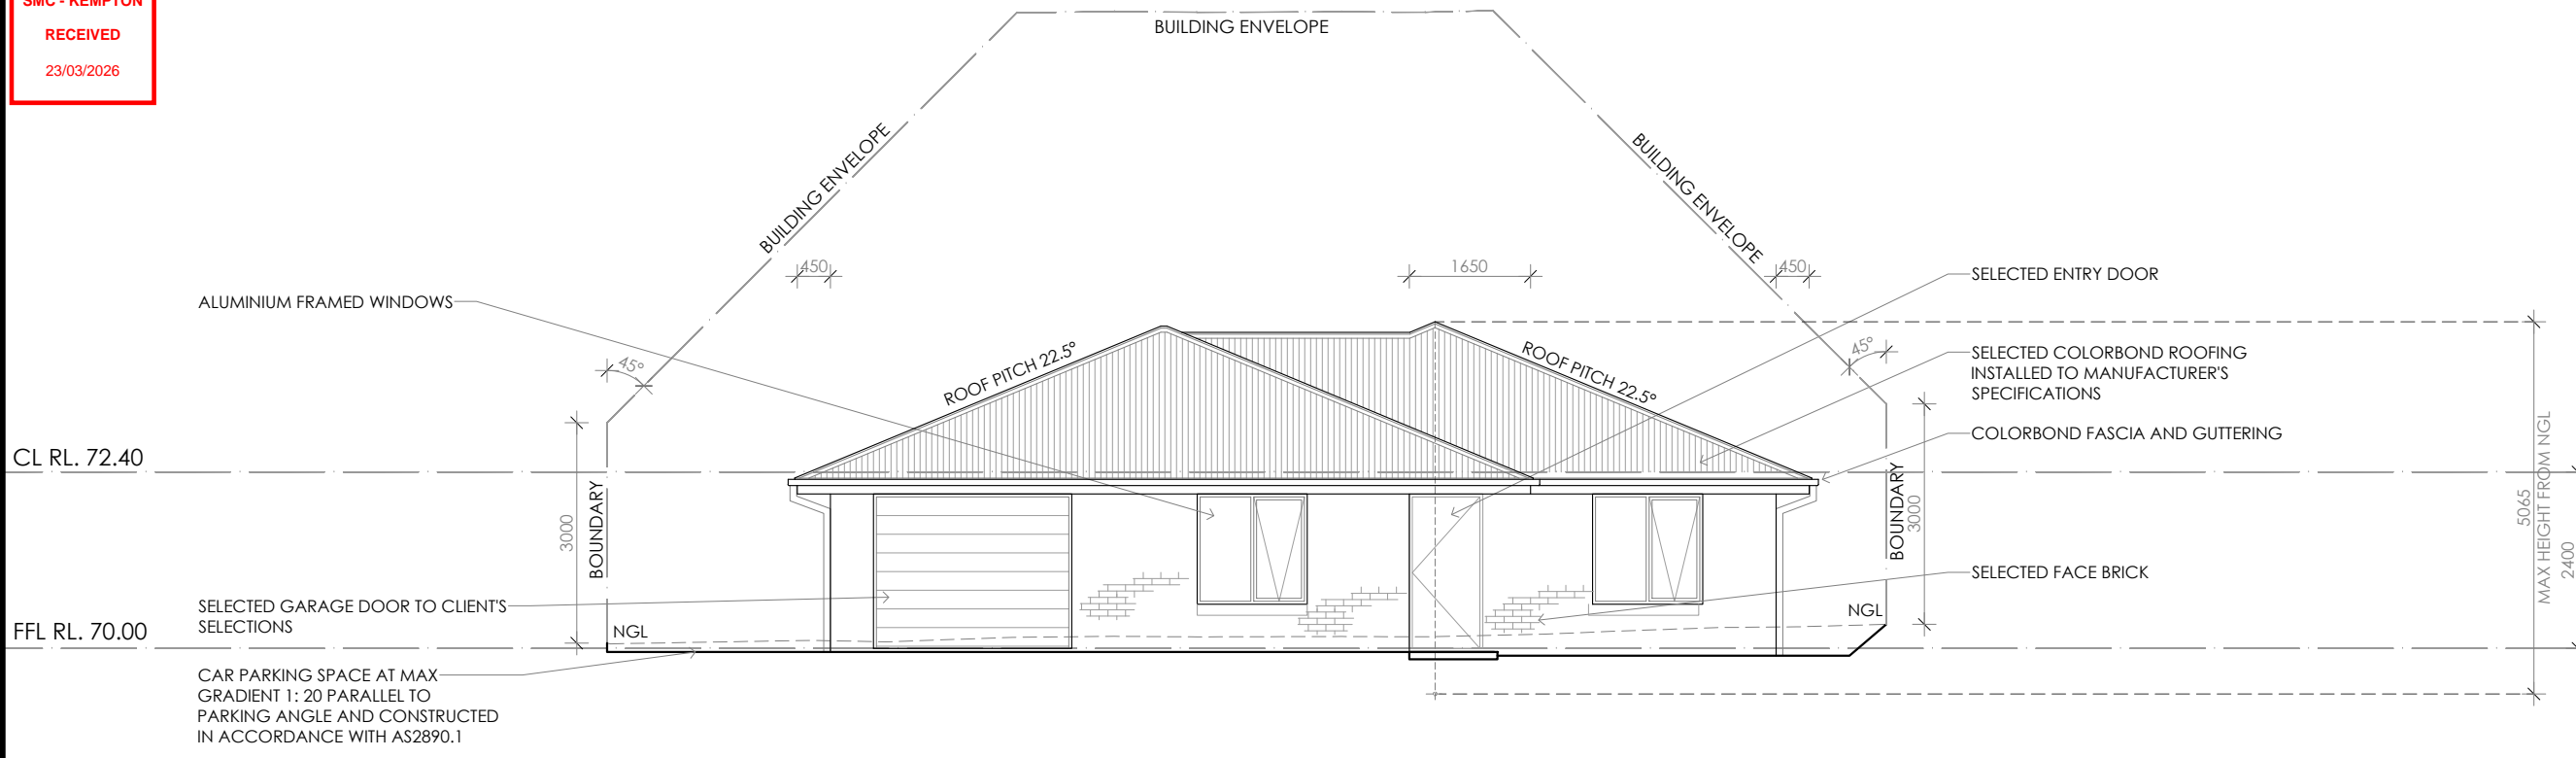 SMC - KEMPTON
RECEIVED
23/03/2026
BUILDING ENVELOPE
BUILDING ENVELOPE
BUILDING ENVELOPE
450
1650
450
SELECTED ENTRY DOOR
ALUMINIUM FRAMED WINDOWS
45°
ROOF PITCH 22.5°
ROOF PITCH 22.5°
45°
SELECTED COLORBOND ROOFING
INSTALLED TO MANUFACTURER'S
SPECIFICATIONS
COLORBOND FASCIA AND GUTTERING
CL RL. 72.40
3000
BOUNDARY
BOUNDARY
3000
5065
MAX HEIGHT FROM NGL
2400
SELECTED FACE BRICK
SELECTED GARAGE DOOR TO CLIENT'S
SELECTIONS
NGL
NGL
FFL RL. 70.00
CAR PARKING SPACE AT MAX
GRADIENT 1: 20 PARALLEL TO
PARKING ANGLE AND CONSTRUCTED
IN ACCORDANCE WITH AS2890.1